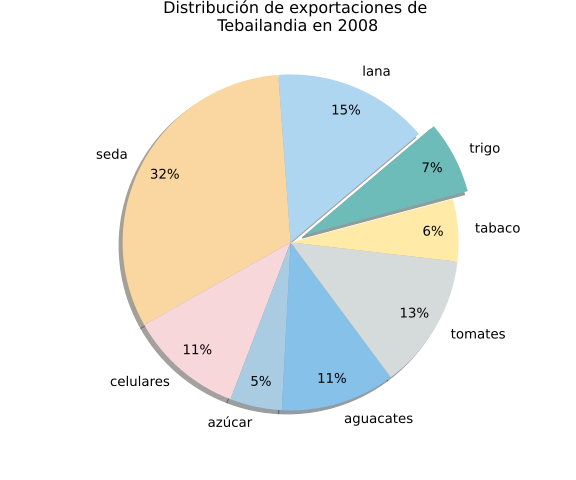 Distribución de exportaciones de
Tebailandia en 2008
lana
15%
trigo
7%
seda
32%
tabaco
6%
13%
tomates
11%
celulares
5%
azúcar
11%
aguacates